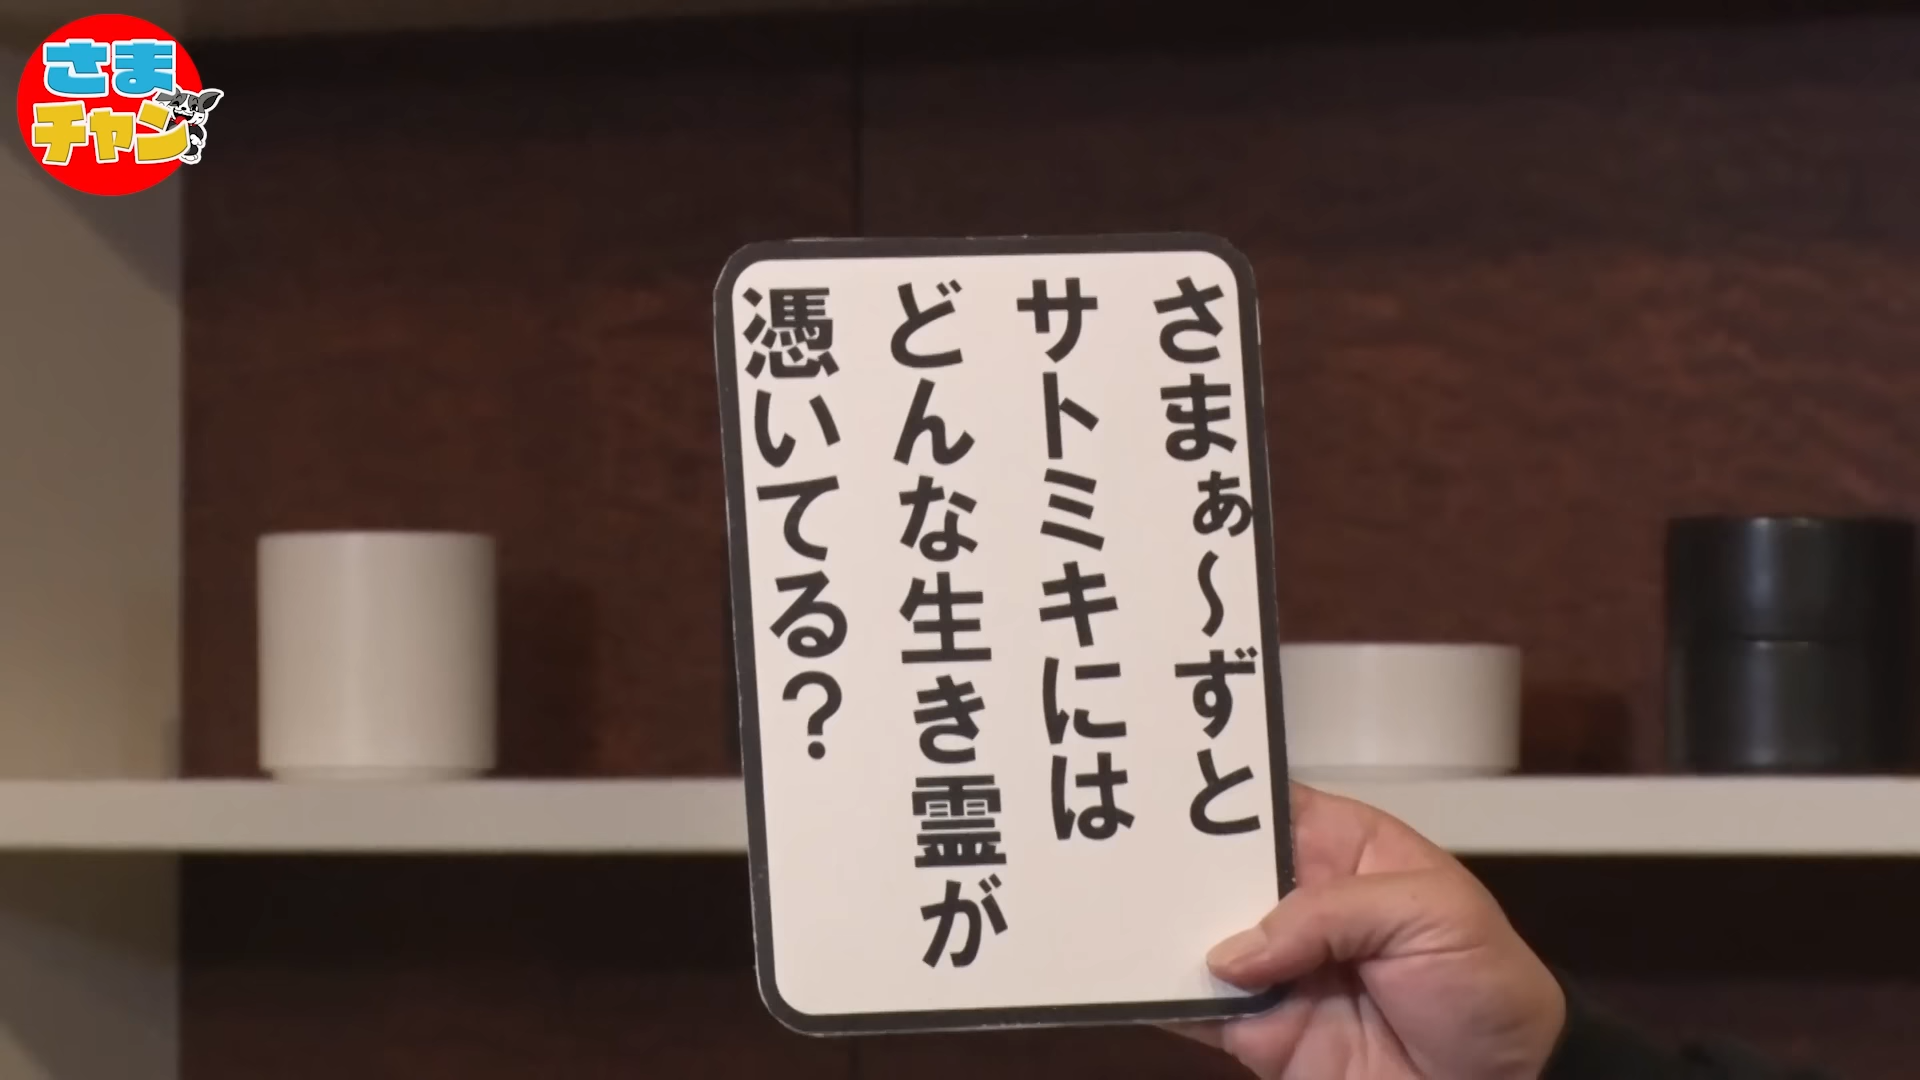 さま
チャン
さまぁ～ずと
サトミキには
どんな生き霊が
憑いてる？